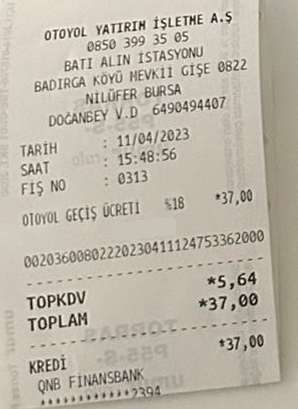 OTOYOL YATIRIM İŞLETME A.Ş
0850 399 35 05
BATI ALIN İSTASYONU
BADIRGA KÖYÜ MEVKİİ GİŞE 0822
NİLÜFER BURSA
DOĞANBEY V.D 6490494407
TARİH : 11/04/2023
SAAT : 15:48:56
FİŞ NO : 0313
OTOYOL GEÇİŞ ÜCRETİ %18 *37,00
00203600802220230411124753362000
TOPKDV *5,64
TOPLAM *37,00
KREDİ *37,00
QNB FİNANSBANK
************2394